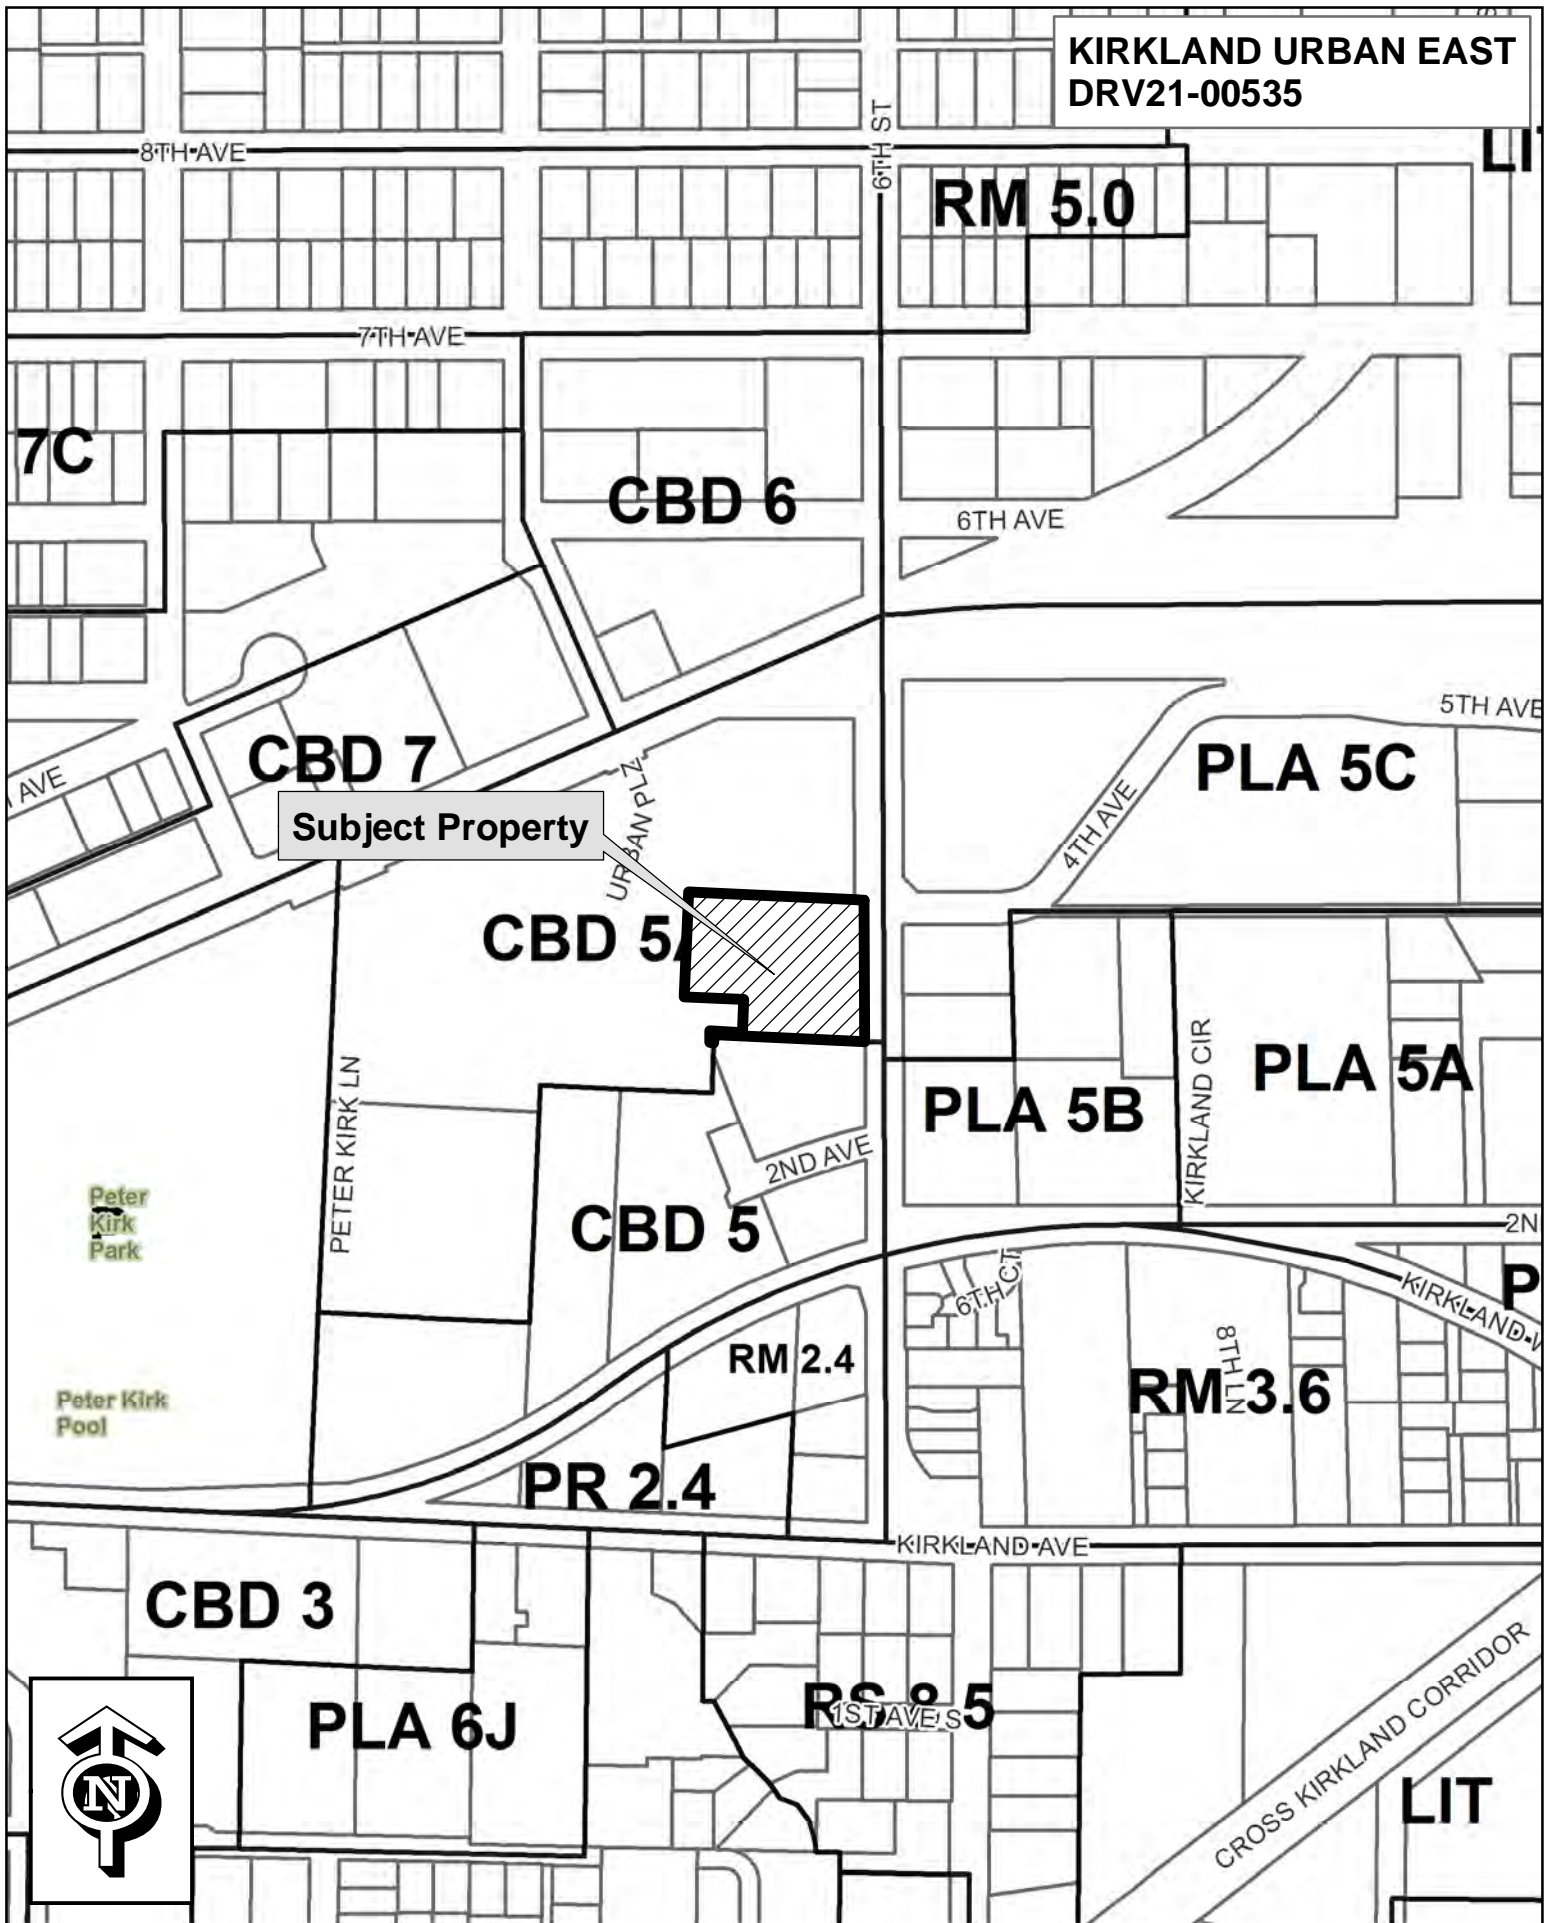 KIRKLAND URBAN EAST
DRV21-00535
8TH AVE
6TH ST
RM 5.0
7TH AVE
7C
CBD 6
6TH AVE
5TH AVE
CBD 7
AVE
URBAN PLZ
4TH AVE
PLA 5C
Subject Property
CBD 5
PETER KIRK LN
KIRKLAND CIR
PLA 5A
PLA 5B
2ND AVE
Peter
Kirk
Park
CBD 5
2N
6TH CT
KIRKLAND
P
8TH LN
RM 2.4
RM 3.6
Peter Kirk
Pool
PR 2.4
KIRKLAND AVE
CBD 3
RS 8.5
1ST AVE S
PLA 6J
CROSS KIRKLAND CORRIDOR
LIT
N